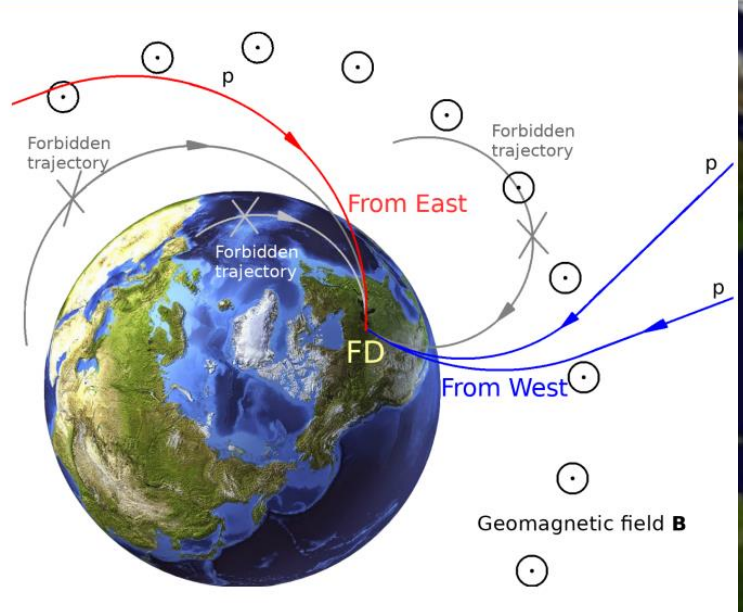 p
Forbidden
trajectory
Forbidden
trajectory
p
From East
Forbidden
trajectory
p
FD
From West
Geomagnetic field B